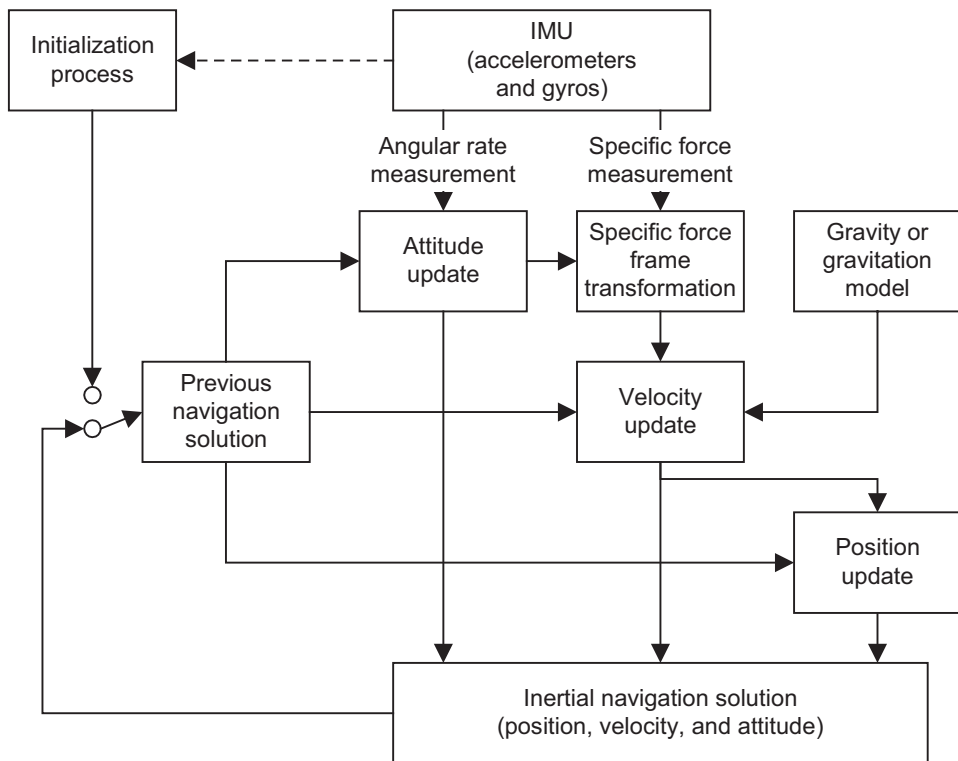 Initialization
process
IMU
(accelerometers
and gyros)
Angular rate
measurement
Specific force
measurement
Attitude
update
Specific force
frame
transformation
Gravity or
gravitation
model
Previous
navigation
solution
Velocity
update
Position
update
Inertial navigation solution
(position, velocity, and attitude)